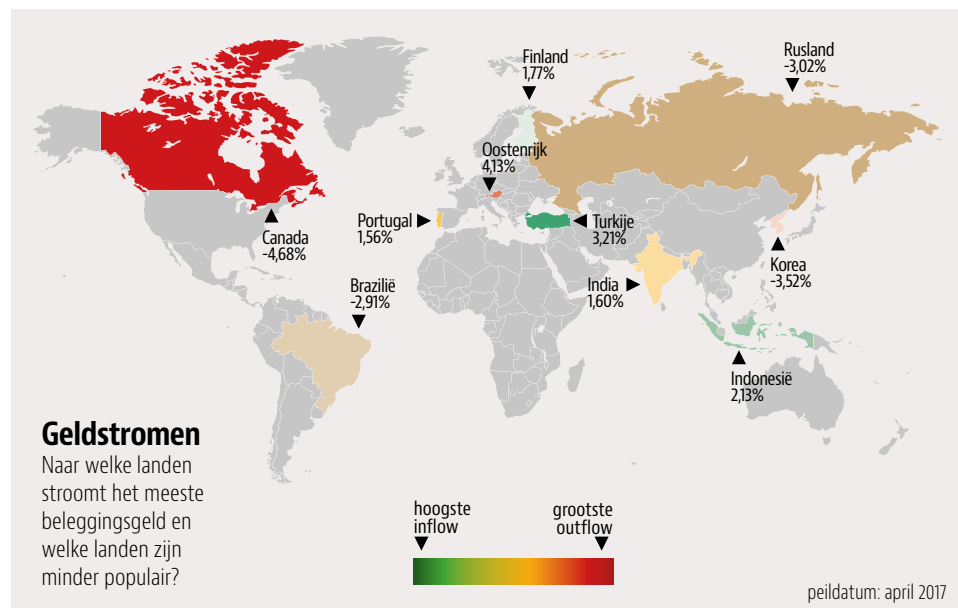 Finland
1,77%
Rusland
-3,02%
Oostenrijk
4,13%
Portugal
1,56%
Turkije
3,21%
Canada
-4,68%
Korea
-3,52%
India
1,60%
Brazilië
-2,91%
Indonesië
2,13%
Geldstromen
Naar welke landen
stroomt het meeste
beleggingsgeld en
welke landen zijn
minder populair?
hoogste
inflow
grootste
outflow
peildatum: april 2017